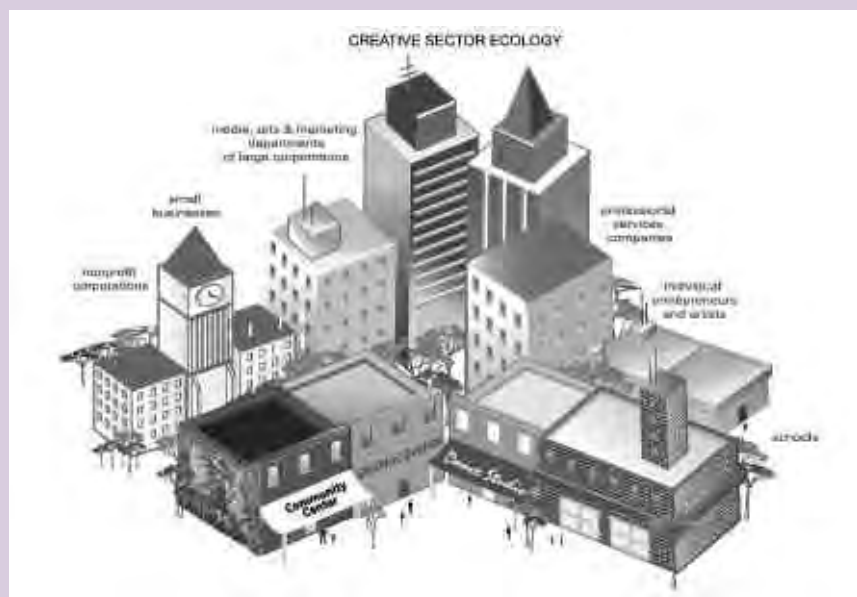 CREATIVE SECTOR ECOLOGY
media, arts & marketing
departments
of large corporations
small
businesses
professional
services
companies
nonprofit
corporations
individual
entrepreneurs
and artists
schools
Community
Center